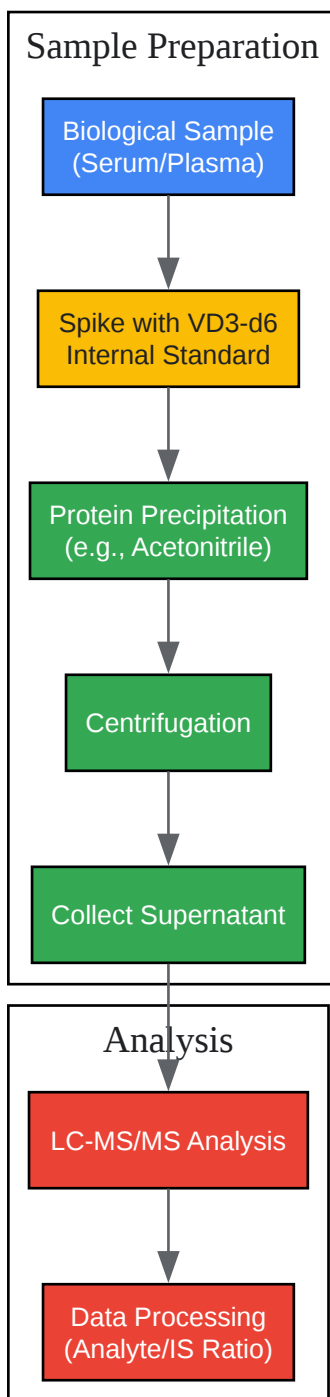 Sample Preparation
Biological Sample
(Serum/Plasma)
Spike with VD3-d6
Internal Standard
Protein Precipitation
(e.g., Acetonitrile)
Centrifugation
Collect Supernatant
Analysis
LC-MS/MS Analysis
Data Processing
(Analyte/IS Ratio)